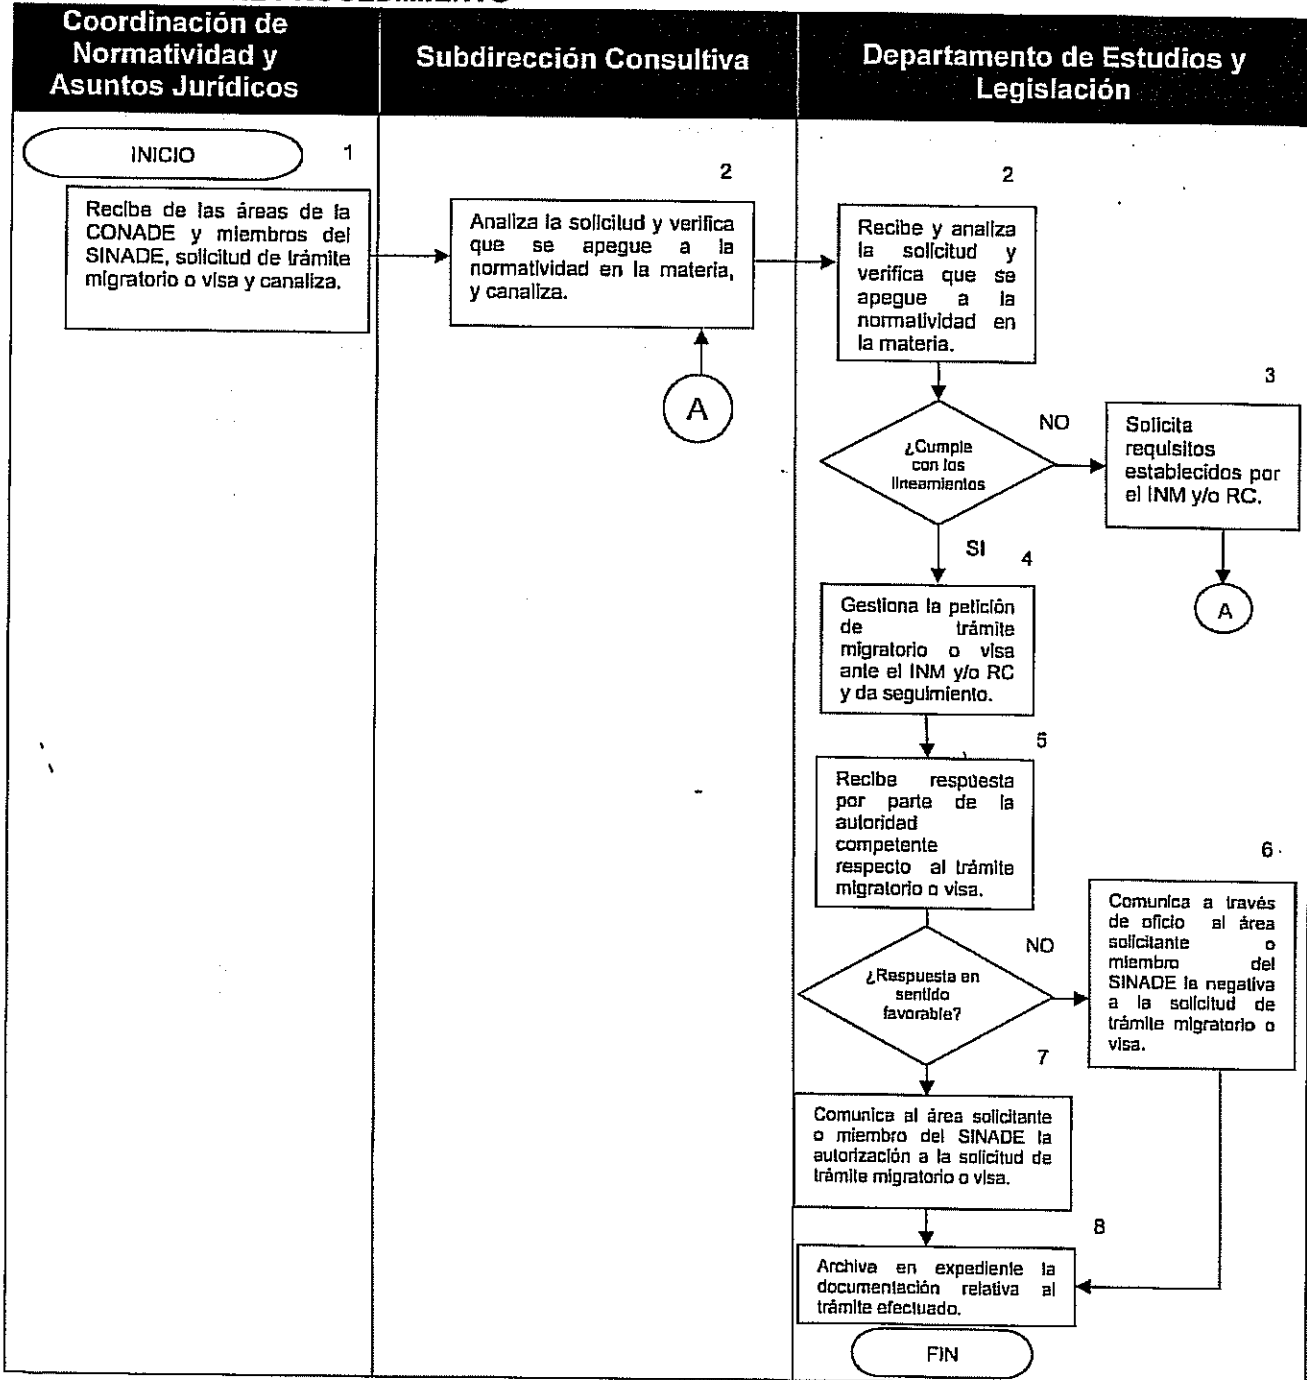 PROCEDIMIENTO
Coordinación de
Normatividad y
Asuntos Jurídicos
Subdirección Consultiva
Departamento de Estudios y
Legislación
INICIO
1
Recibe de las áreas de la
CONADE y miembros del
SINADE, solicitud de trámite
migratorio o visa y canaliza.
2
Analiza la solicitud y verifica
que se apegue a la
normatividad en la materia,
y canaliza.
A
2
Recibe y analiza
la solicitud y
verifica que se
apegue a la
normatividad en
la materia.
¿Cumple
con los
lineamientos
NO
3
Solicita
requisitos
establecidos por
el INM y/o RC.
A
SI
4
Gestiona la petición
de trámite
migratorio o visa
ante el INM y/o RC
y da seguimiento.
5
Recibe respuesta
por parte de la
autoridad
competente
respecto al trámite
migratorio o visa.
¿Respuesta en
sentido
favorable?
NO
6
Comunica a través
de oficio al área
solicitante o
miembro del
SINADE la negativa
a la solicitud de
trámite migratorio o
visa.
7
Comunica al área solicitante
o miembro del SINADE la
autorización a la solicitud de
trámite migratorio o visa.
8
Archiva en expediente la
documentación relativa al
trámite efectuado.
FIN